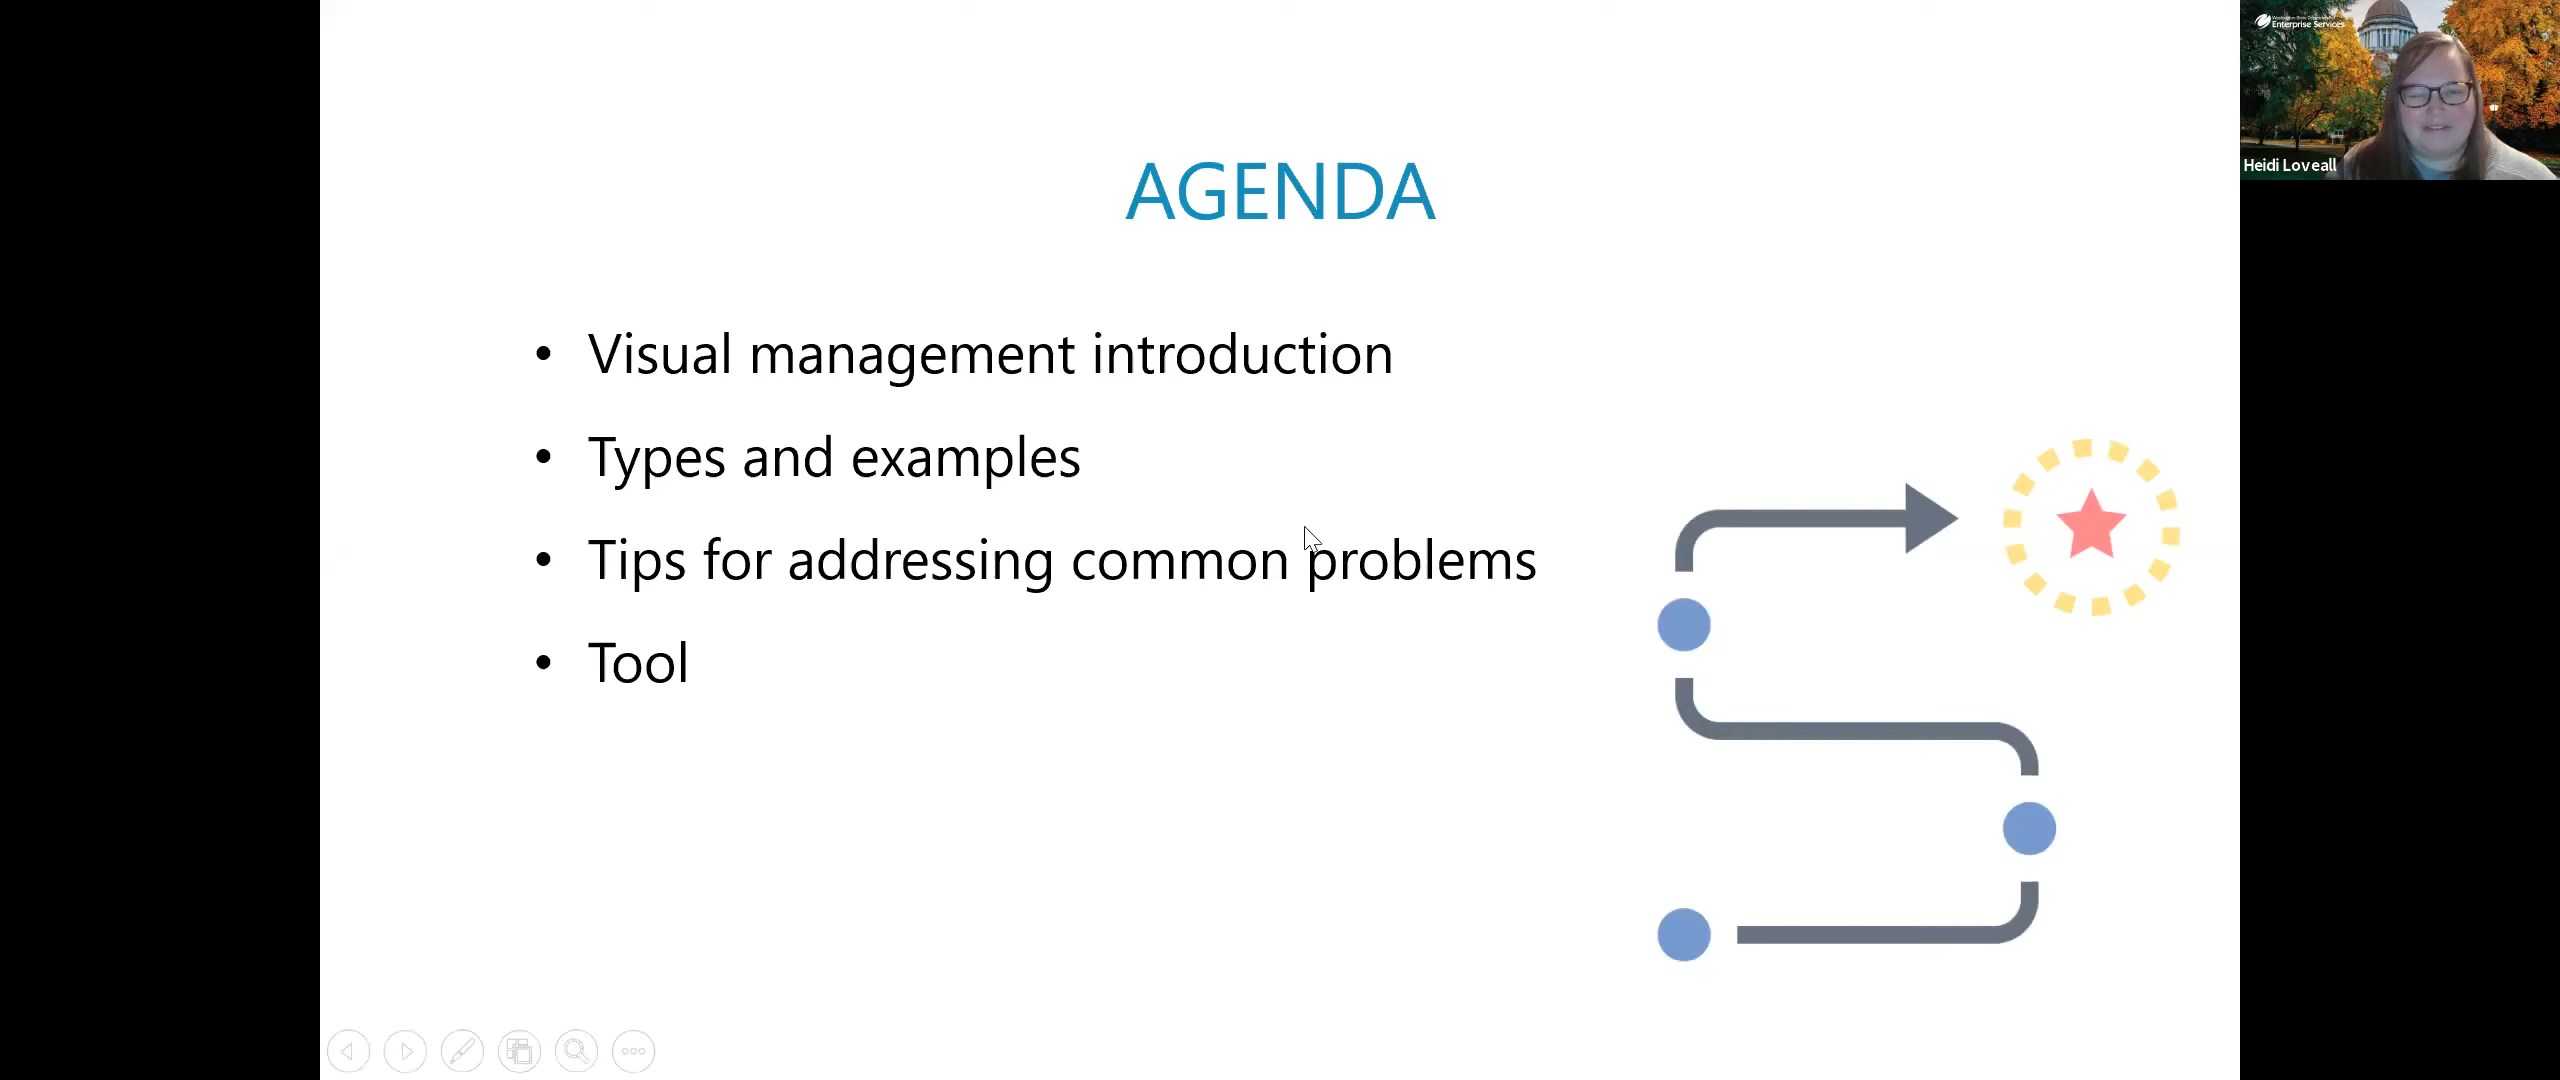 AGENDA
• Visual management introduction
• Types and examples
• Tips for addressing common problems
• Tool
Enterprise Services
Heidi Loveall